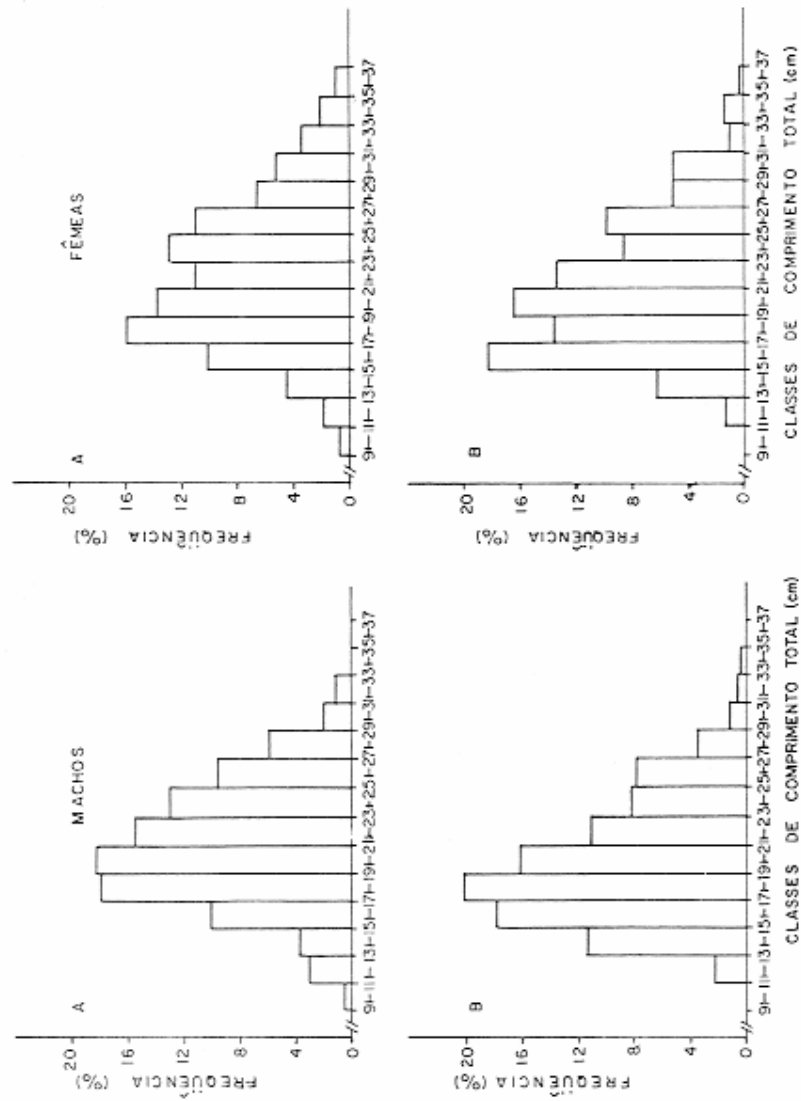 MACHOS
A
FREQÜÊNCIA (%)
20
16
12
8
4
0
9⊢11⊢13⊢15⊢17⊢19⊢21⊢23⊢25⊢27⊢29⊢31⊢33⊢35⊢37
FÊMEAS
A
FREQÜÊNCIA (%)
20
16
12
8
4
0
9⊢11⊢13⊢15⊢17⊢19⊢21⊢23⊢25⊢27⊢29⊢31⊢33⊢35⊢37
B
FREQÜÊNCIA (%)
20
16
12
8
4
0
9⊢11⊢13⊢15⊢17⊢19⊢21⊢23⊢25⊢27⊢29⊢31⊢33⊢35⊢37
CLASSES DE COMPRIMENTO TOTAL (cm)
B
FREQÜÊNCIA (%)
20
16
12
8
4
0
9⊢11⊢13⊢15⊢17⊢19⊢21⊢23⊢25⊢27⊢29⊢31⊢33⊢35⊢37
CLASSES DE COMPRIMENTO TOTAL (cm)